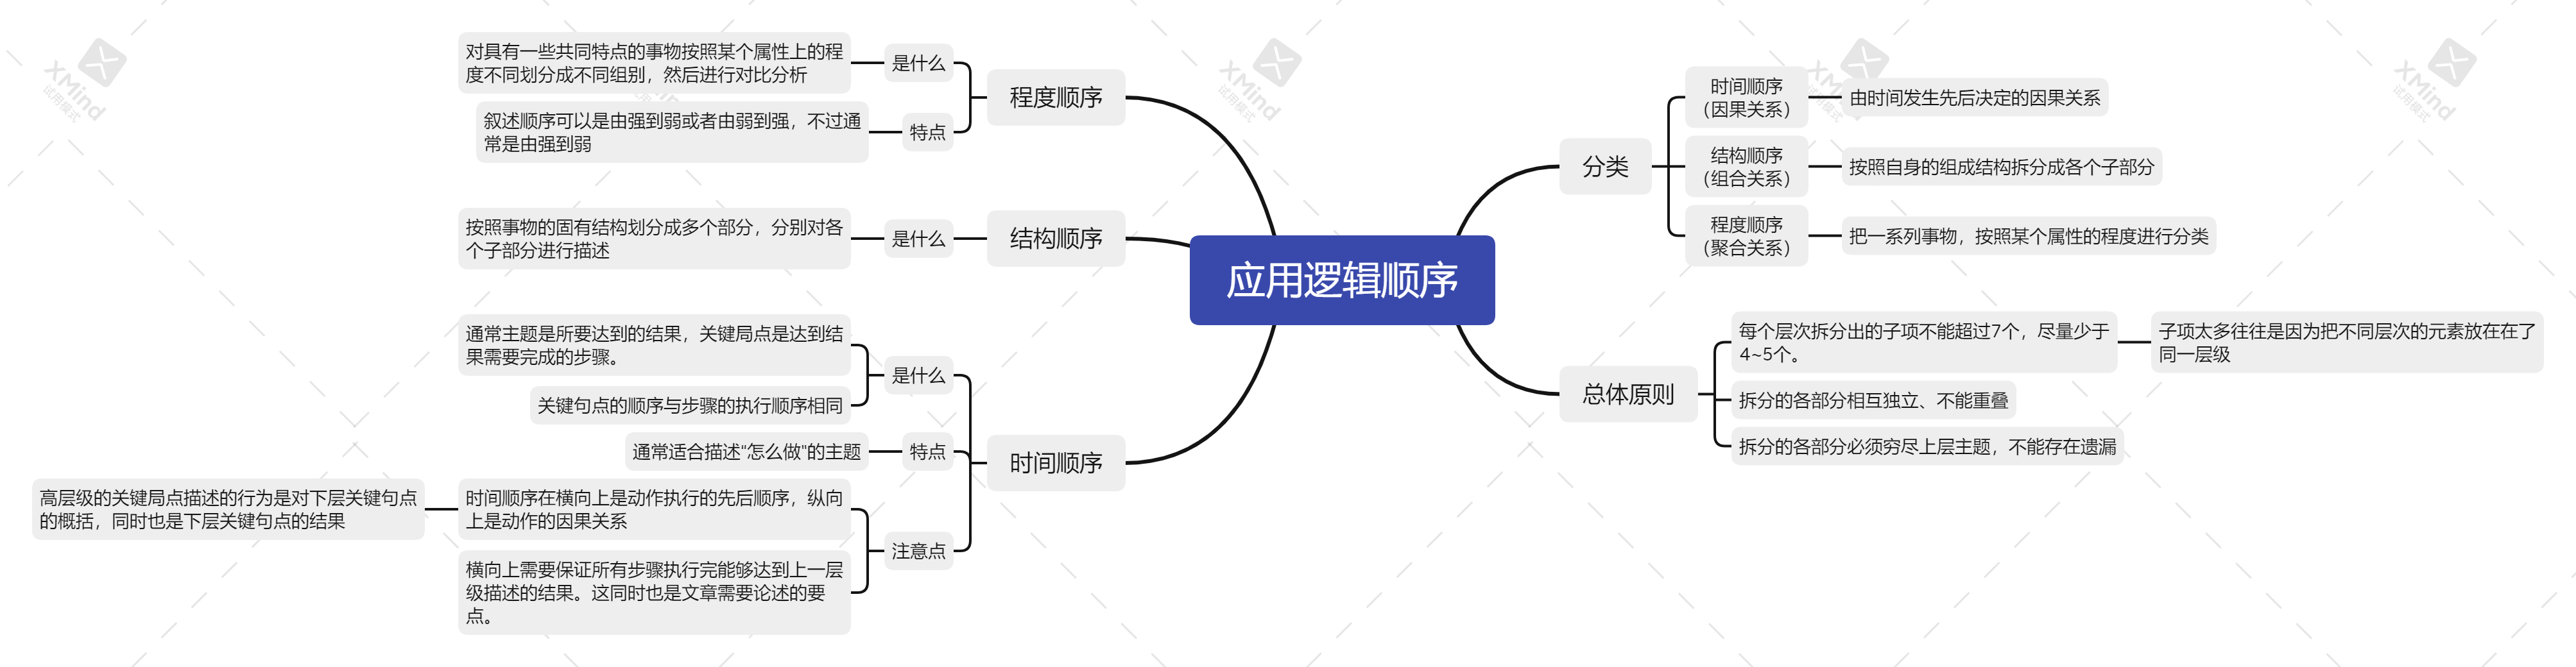 应用逻辑顺序
分类
时间顺序
（因果关系）
由时间发生先后决定的因果关系
结构顺序
（组合关系）
按照自身的组成结构拆分成各个子部分
程度顺序
（聚合关系）
把一系列事物，按照某个属性的程度进行分类
总体原则
每个层次拆分出的子项不能超过7个，尽量少于
4~5个。
子项太多往往是因为把不同层次的元素放在在了
同一层级
拆分的各部分相互独立、不能重叠
拆分的各部分必须穷尽上层主题，不能存在遗漏
程度顺序
是什么
对具有一些共同特点的事物按照某个属性上的程
度不同划分成不同组别，然后进行对比分析
特点
叙述顺序可以是由强到弱或者由弱到强，不过通
常是由强到弱
结构顺序
是什么
按照事物的固有结构划分成多个部分，分别对各
个子部分进行描述
时间顺序
是什么
通常主题是所要达到的结果，关键局点是达到结
果需要完成的步骤。
关键句点的顺序与步骤的执行顺序相同
特点
通常适合描述"怎么做"的主题
注意点
时间顺序在横向上是动作执行的先后顺序，纵向
上是动作的因果关系
高层级的关键局点描述的行为是对下层关键句点
的概括，同时也是下层关键句点的结果
横向上需要保证所有步骤执行完能够达到上一层
级描述的结果。这同时也是文章需要论述的要
点。
XMind
试用模式
XMind
试用模式
XMind
试用模式
XMind
试用模式